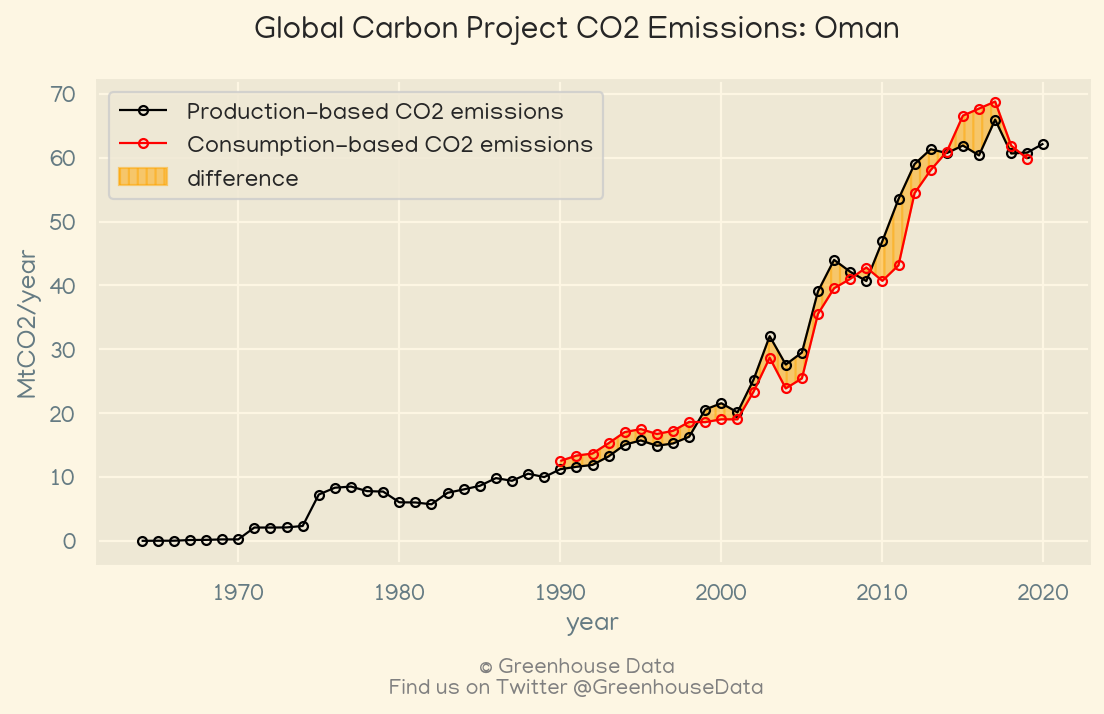 Global Carbon Project CO2 Emissions: Oman
70
60
50
40
30
20
10
0
MtCO2/year
Production-based CO2 emissions
Consumption-based CO2 emissions
difference
1970 1980 1990 2000 2010 2020
year
© Greenhouse Data
Find us on Twitter @GreenhouseData